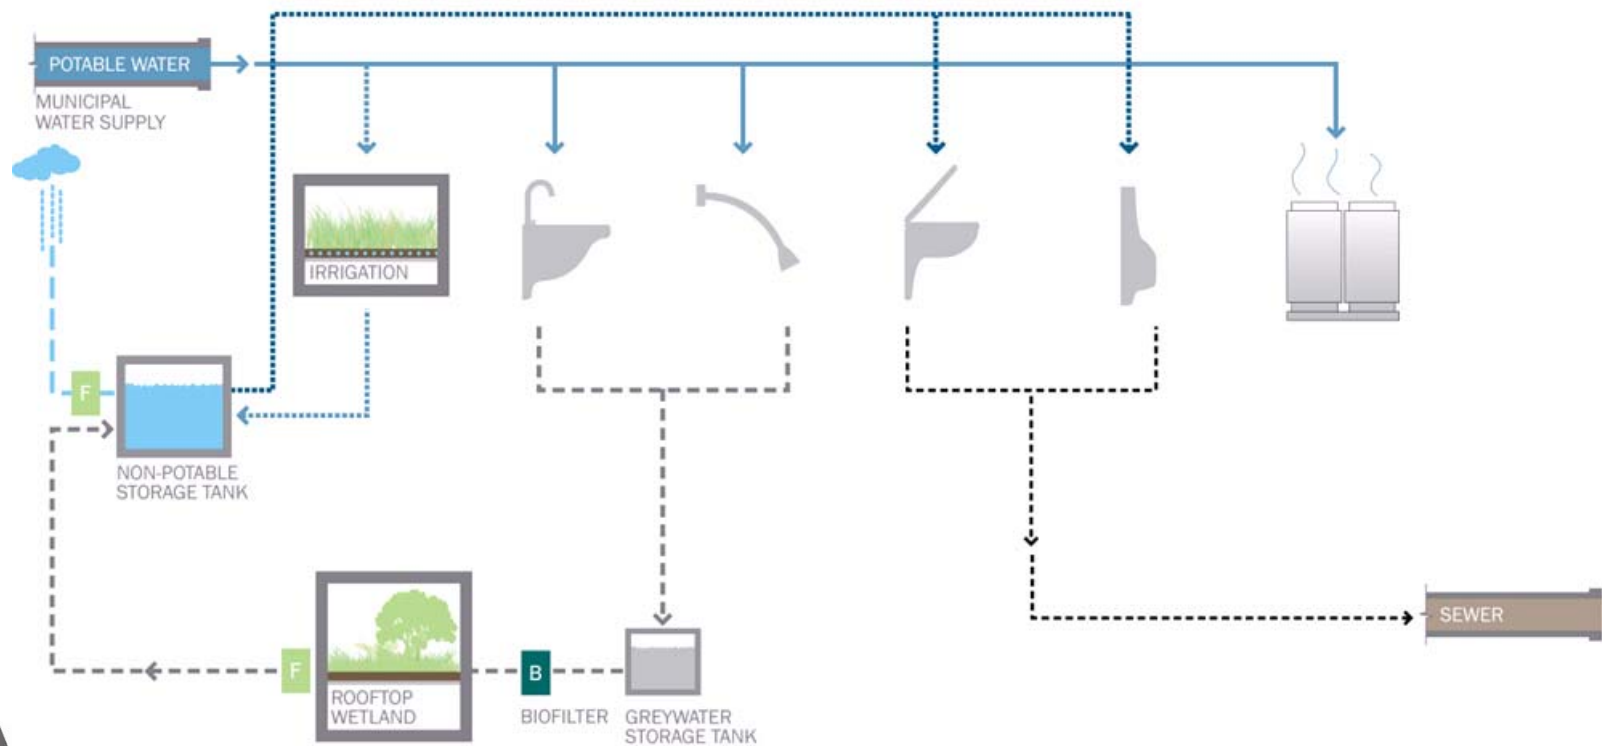 POTABLE WATER
MUNICIPAL
WATER SUPPLY
IRRIGATION
F
NON-POTABLE
STORAGE TANK
SEWER
F
ROOFTOP
WETLAND
B
BIOFILTER
GREYWATER
STORAGE TANK